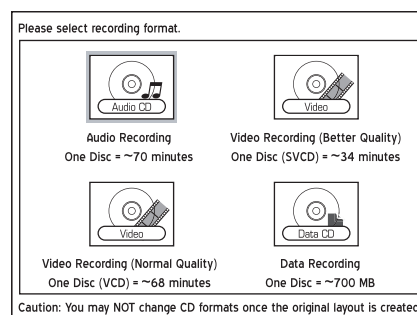 Please select recording format.
Audio CD
Video
Audio Recording
Video Recording (Better Quality)
One Disc = ~70 minutes
One Disc (SVCD) = ~34 minutes
Video
Data CD
Video Recording (Normal Quality)
Data Recording
One Disc (VCD) = ~68 minutes
One Disc = ~700 MB
Caution: You may NOT change CD formats once the original layout is created